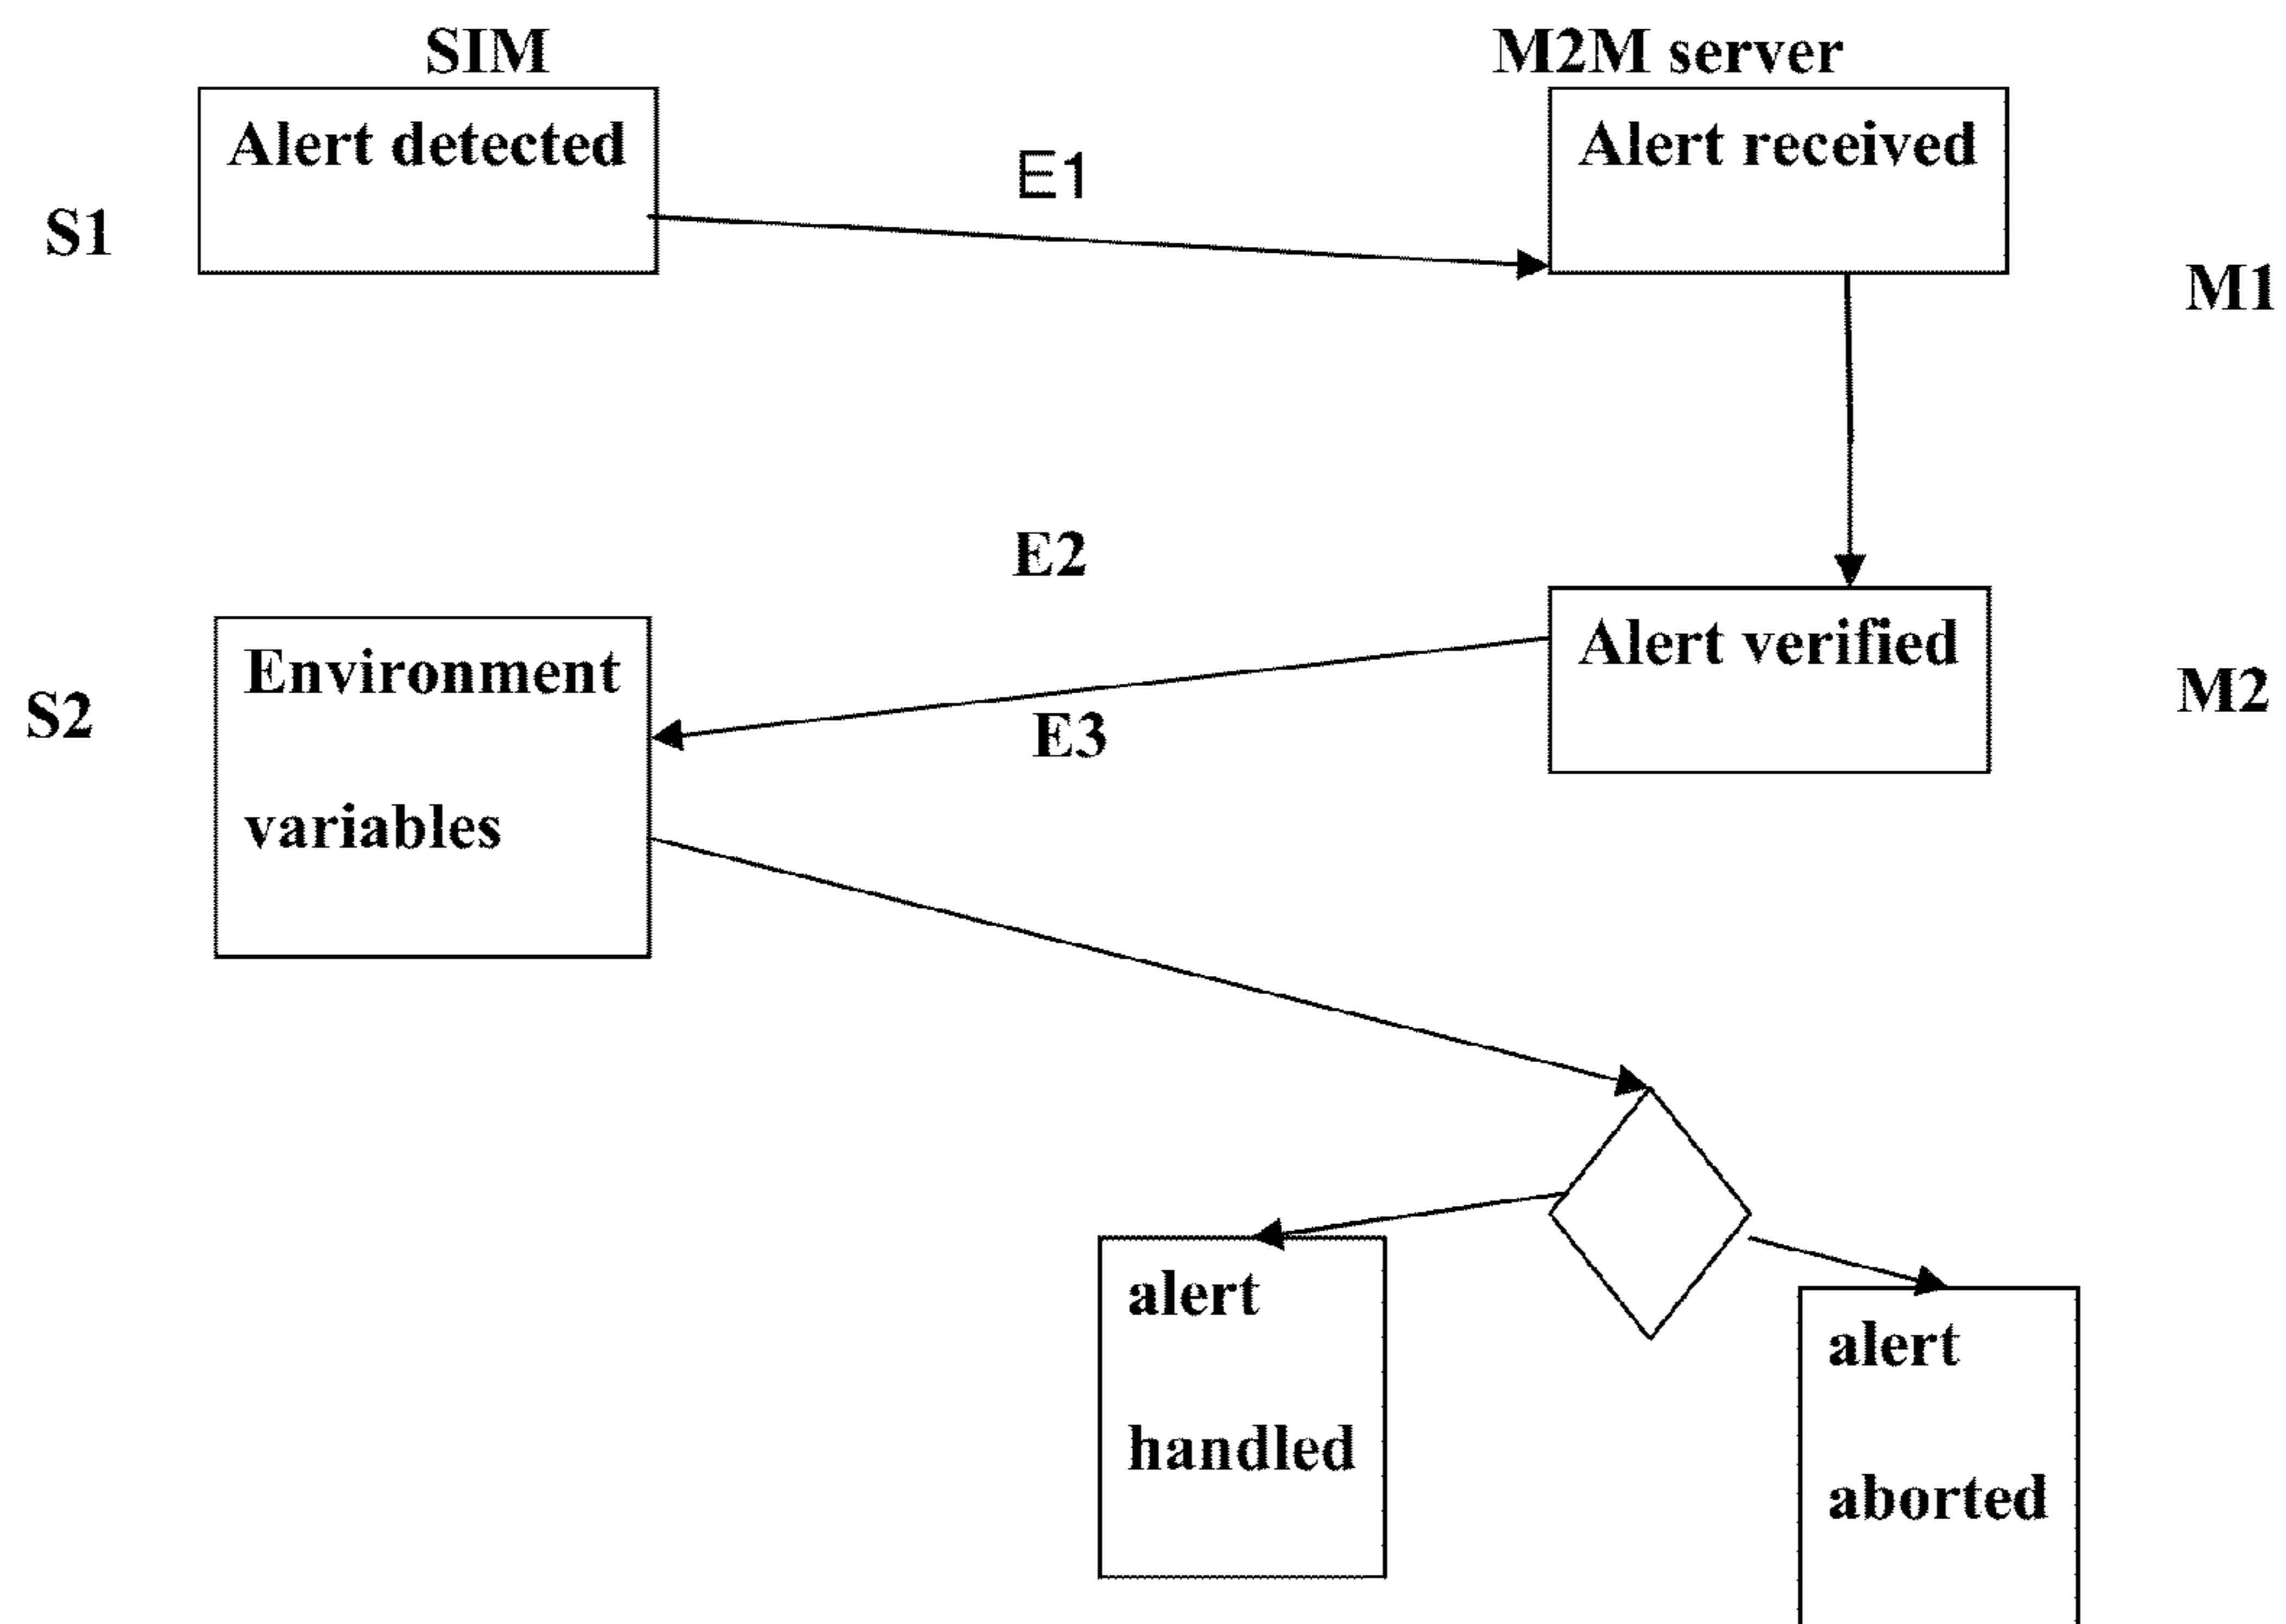 SIM
M2M server
Alert detected
E1
Alert received
S1
M1
E2
Environment
variables
Alert verified
S2
E3
M2
alert
handled
alert
aborted